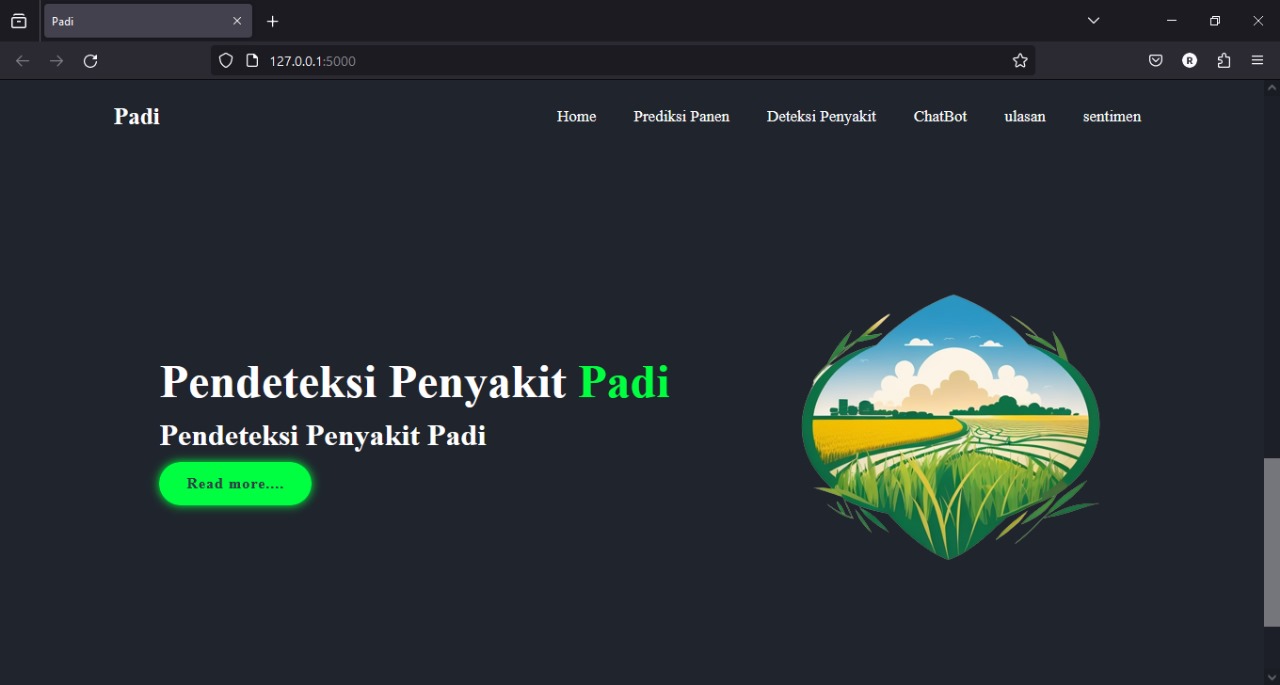 Padi
127.0.0.1:5000
R
Padi
Home Prediksi Panen Deteksi Penyakit ChatBot ulasan sentimen
Pendeteksi Penyakit Padi
Pendeteksi Penyakit Padi
Read more....